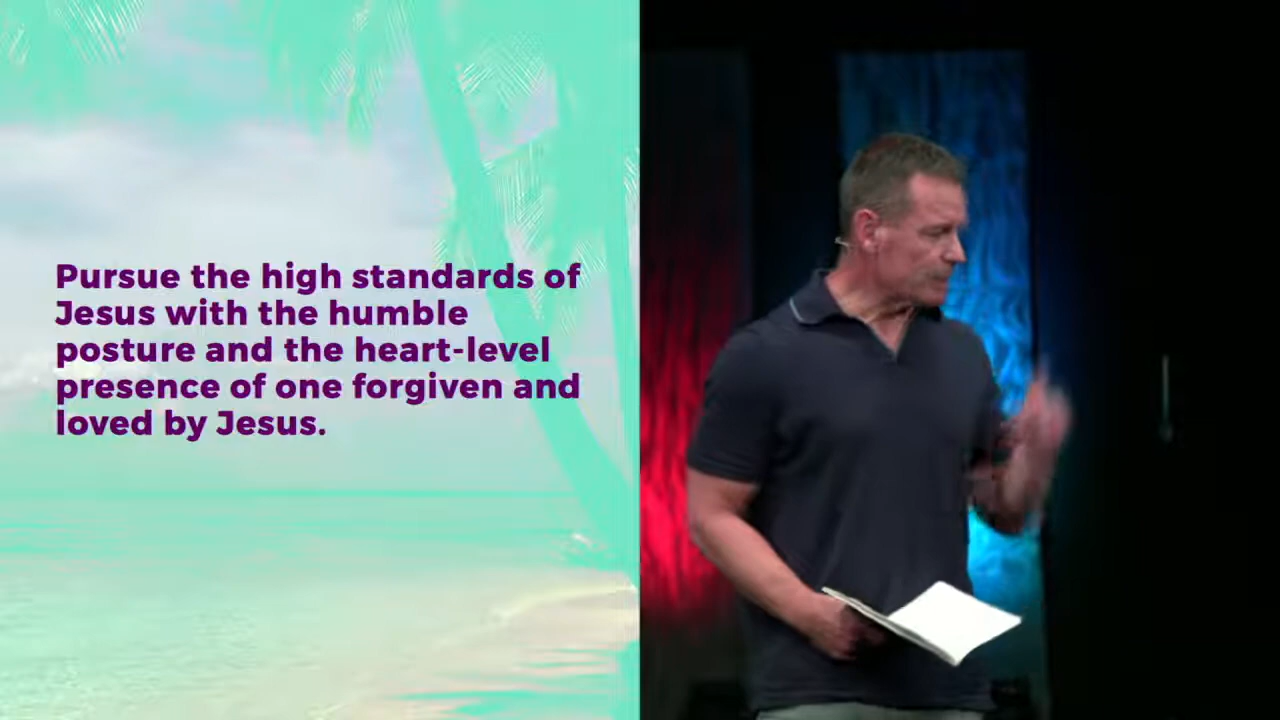 Pursue the high standards of
Jesus with the humble
posture and the heart-level
presence of one forgiven and
loved by Jesus.